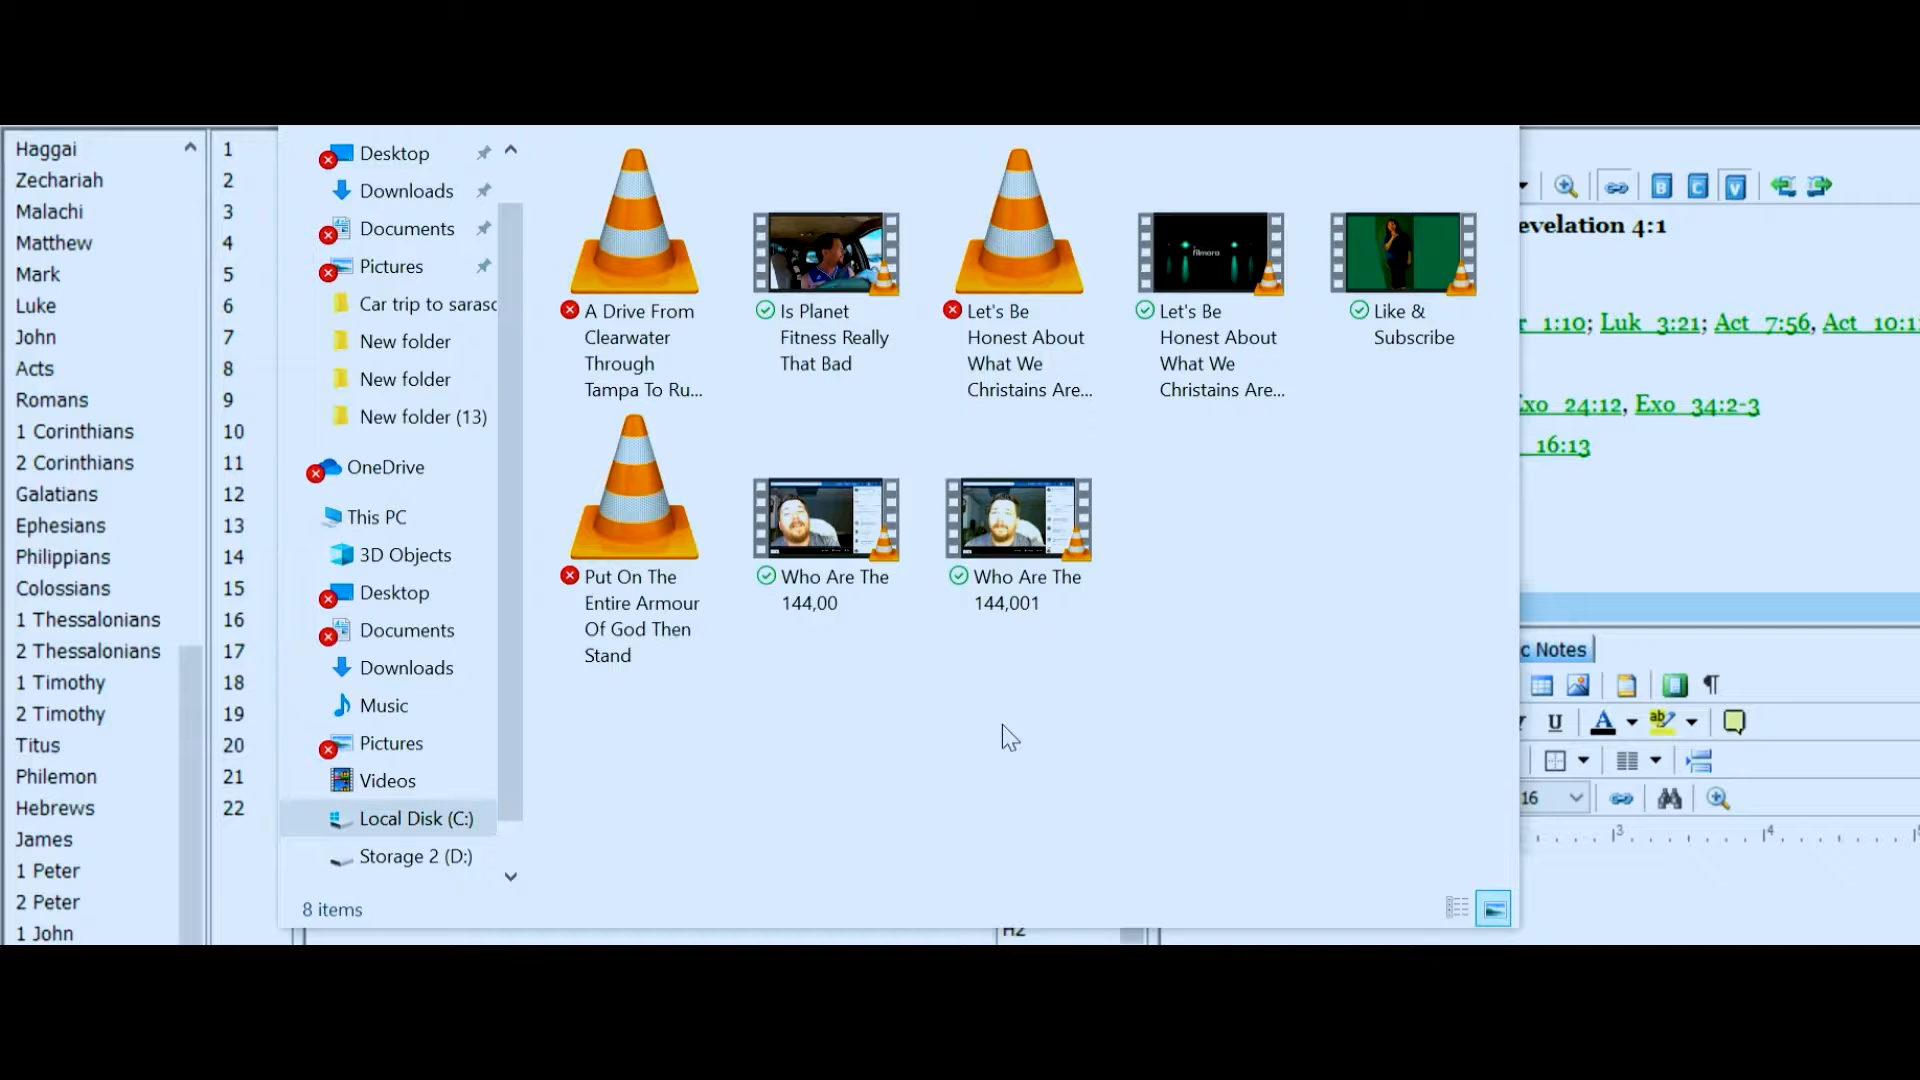 Haggai
Zechariah
Malachi
Matthew
Mark
Luke
John
Acts
Romans
1 Corinthians
2 Corinthians
Galatians
Ephesians
Philippians
Colossians
1 Thessalonians
2 Thessalonians
1 Timothy
2 Timothy
Titus
Philemon
Hebrews
James
1 Peter
2 Peter
1 John
1
2
3
4
5
6
7
8
9
10
11
12
13
14
15
16
17
18
19
20
21
22
Desktop
Downloads
Documents
Pictures
Car trip to saraso
New folder
New folder
New folder (13)
OneDrive
This PC
3D Objects
Desktop
Documents
Downloads
Music
Pictures
Videos
Local Disk (C:)
Storage 2 (D:)
8 items
A Drive From
Clearwater
Through
Tampa To Ru...
Is Planet
Fitness Really
That Bad
Let's Be
Honest About
What We
Christains Are...
filmora
Let's Be
Honest About
What We
Christains Are...
Like &
Subscribe
Put On The
Entire Armour
Of God Then
Stand
Who Are The
144,00
Who Are The
144,001
B C V
evelation 4:1
r 1:10; Luk 3:21; Act 7:56, Act 10:1
Exo 24:12, Exo 34:2-3
16:13
c Notes
U A ab
16
3 4
H2